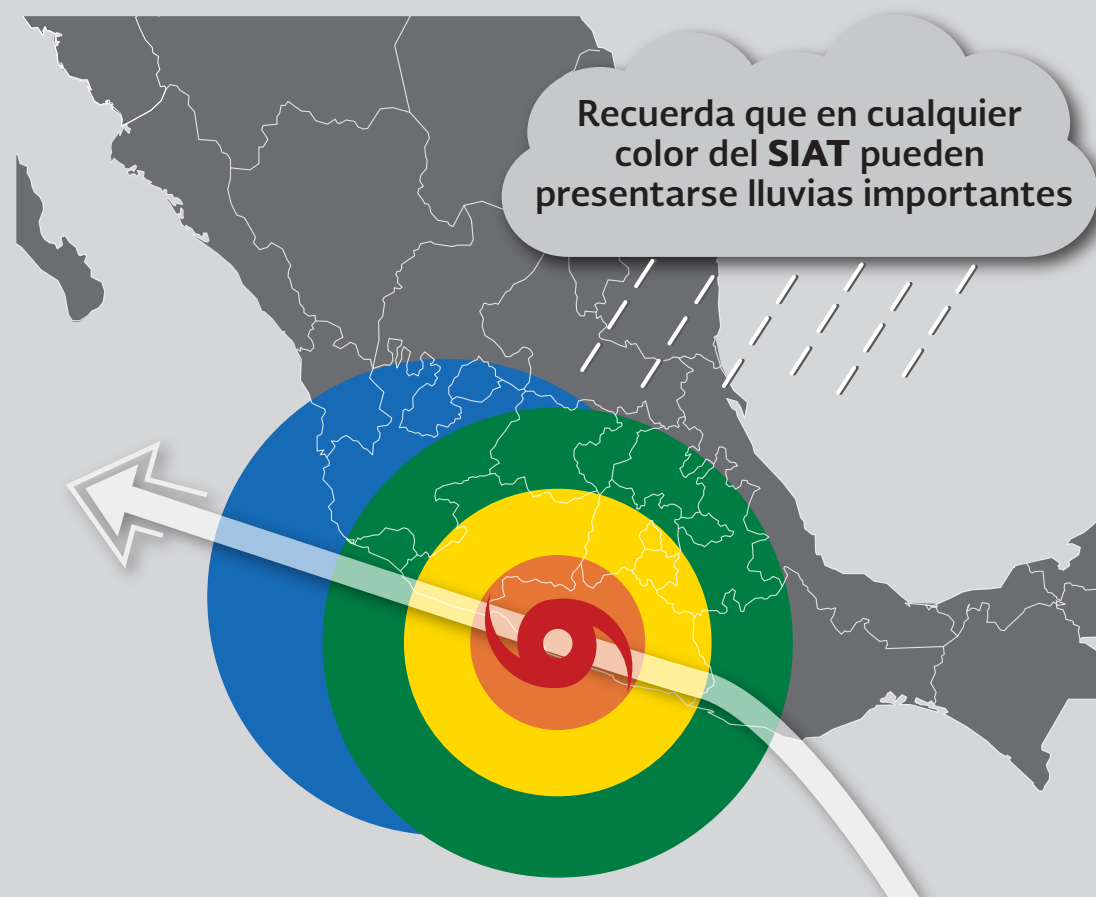 Recuerda que en cualquier
color del SIAT pueden
presentarse lluvias importantes